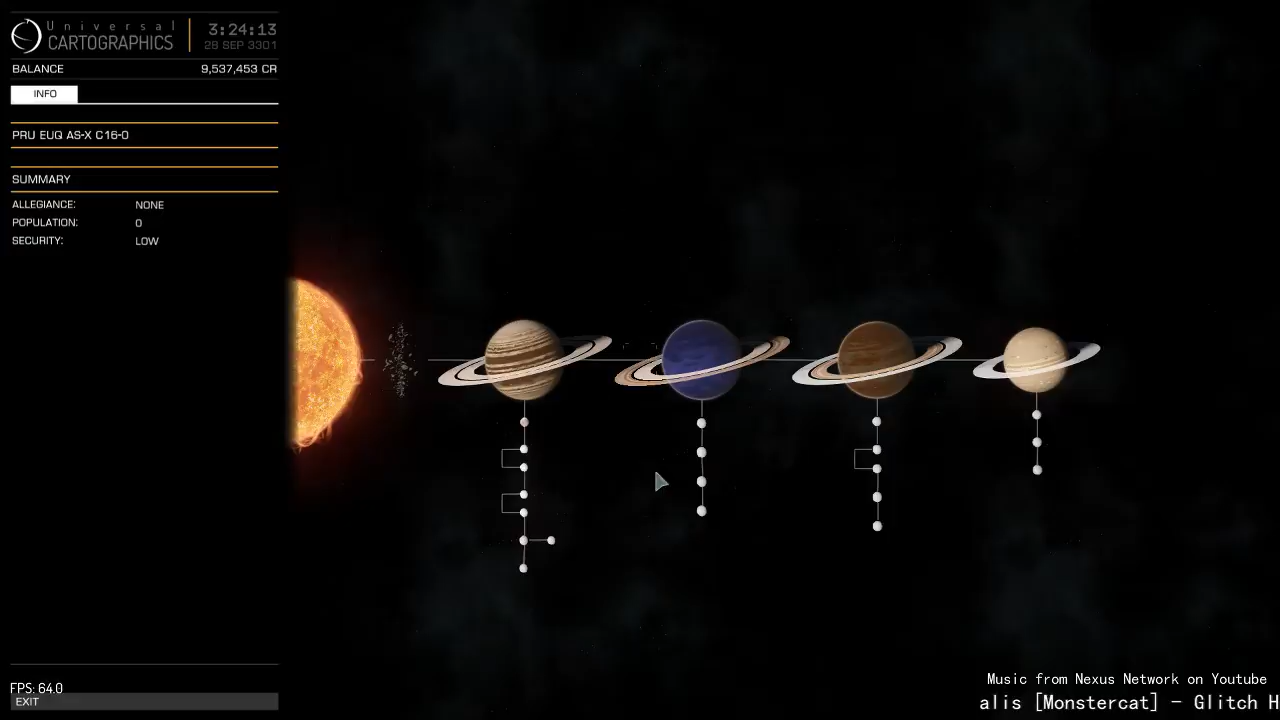 Universal
CARTOGRAPHICS
3:24:13
28 SEP 3301
BALANCE 9,537,453 CR
INFO
PRU EUQ AS-X C16-0
SUMMARY
ALLEGIANCE: NONE
POPULATION: 0
SECURITY: LOW
FPS: 64.0
EXIT
Music from Nexus Network on Youtube
alis [Monstercat] - Glitch H